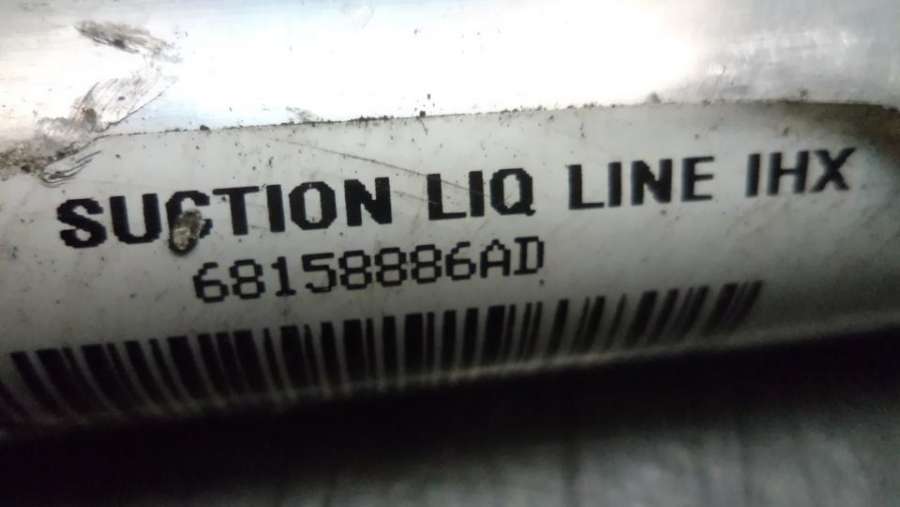 SUCTION LIQ LINE IHX
68158886AD